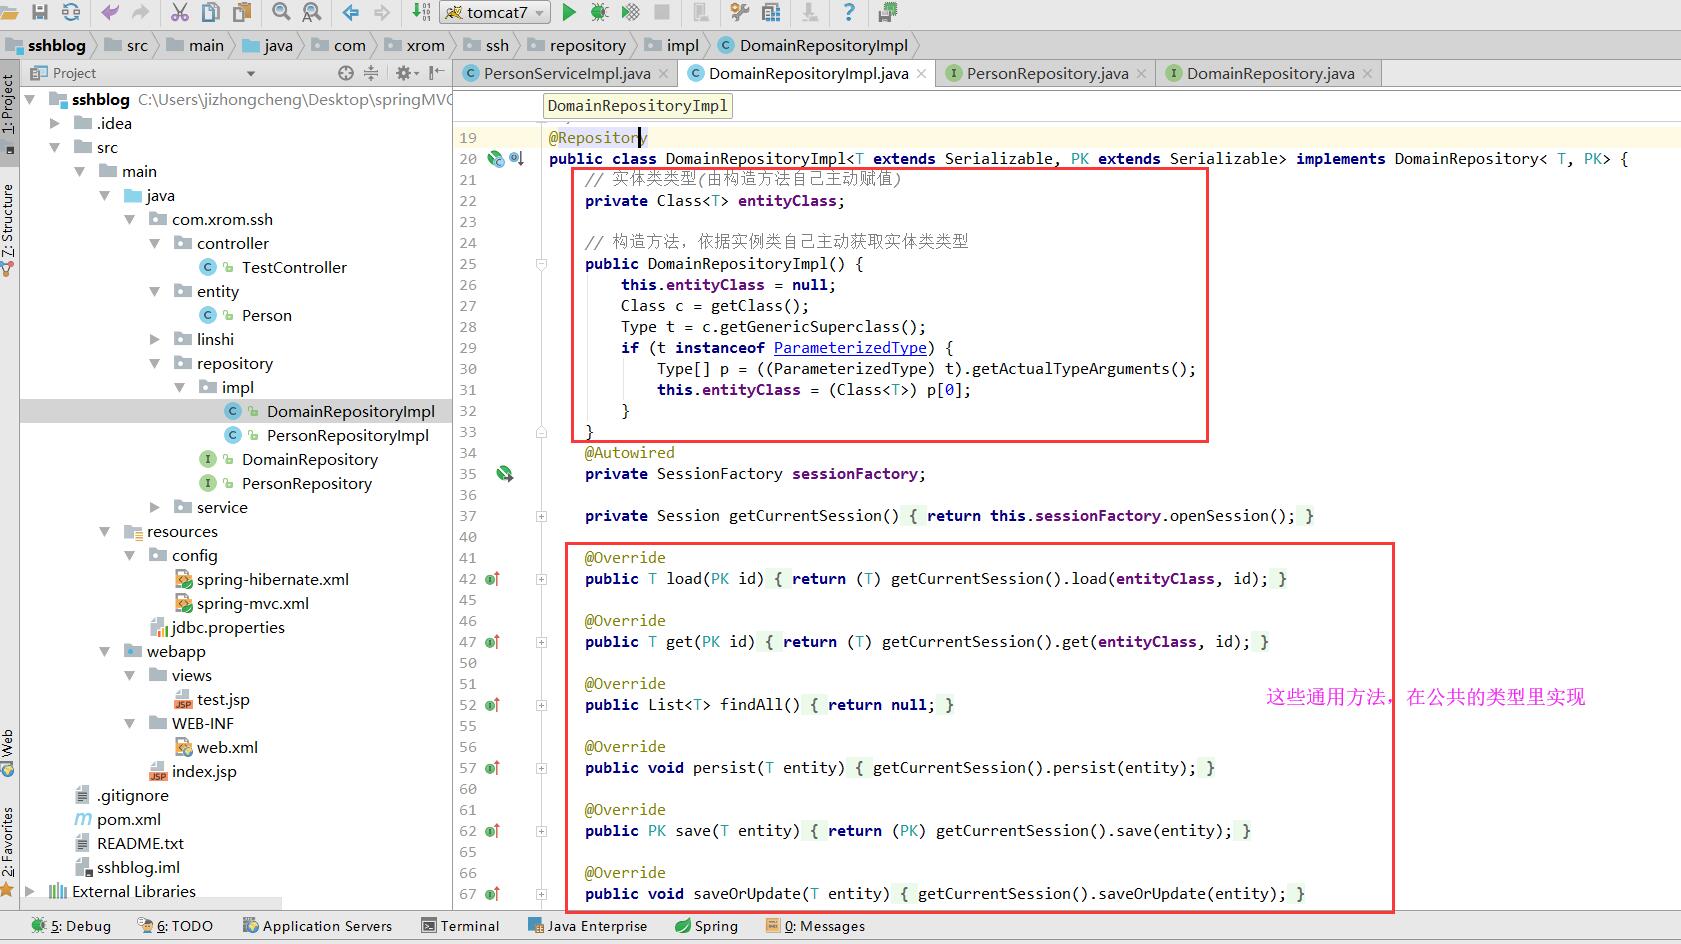 tomcat7
sshblog
src
main
java
com
xrom
ssh
repository
impl
DomainRepositoryImpl
Project
PersonServiceImpl.java
DomainRepositoryImpl.java
PersonRepository.java
DomainRepository.java
1: Project
7: Structure
Web
2: Favorites
sshblog C:\Users\jizhongcheng\Desktop\springMVC
.idea
src
main
java
com.xrom.ssh
controller
TestController
entity
Person
linshi
repository
impl
DomainRepositoryImpl
PersonRepositoryImpl
DomainRepository
PersonRepository
service
resources
config
spring-hibernate.xml
spring-mvc.xml
jdbc.properties
webapp
views
test.jsp
WEB-INF
web.xml
index.jsp
.gitignore
pom.xml
README.txt
sshblog.iml
External Libraries
DomainRepositoryImpl
19 @Repository
20 public class DomainRepositoryImpl<T extends Serializable, PK extends Serializable> implements DomainRepository< T, PK> {
21 // 实体类类型(由构造方法自己主动赋值)
22 private Class<T> entityClass;
23
24 // 构造方法，依据实例类自己主动获取实体类类型
25 public DomainRepositoryImpl() {
26 this.entityClass = null;
27 Class c = getClass();
28 Type t = c.getGenericSuperclass();
29 if (t instanceof ParameterizedType) {
30 Type[] p = ((ParameterizedType) t).getActualTypeArguments();
31 this.entityClass = (Class<T>) p[0];
32 }
33 }
34 @Autowired
35 private SessionFactory sessionFactory;
36
37 private Session getCurrentSession() { return this.sessionFactory.openSession(); }
40
41 @Override
42 public T load(PK id) { return (T) getCurrentSession().load(entityClass, id); }
45
46 @Override
47 public T get(PK id) { return (T) getCurrentSession().get(entityClass, id); }
50
51 @Override
52 public List<T> findAll() { return null; }
这些通用方法，在公共的类型里实现
55
56 @Override
57 public void persist(T entity) { getCurrentSession().persist(entity); }
60
61 @Override
62 public PK save(T entity) { return (PK) getCurrentSession().save(entity); }
65
66 @Override
67 public void saveOrUpdate(T entity) { getCurrentSession().saveOrUpdate(entity); }
5: Debug
6: TODO
Application Servers
Terminal
Java Enterprise
Spring
0: Messages